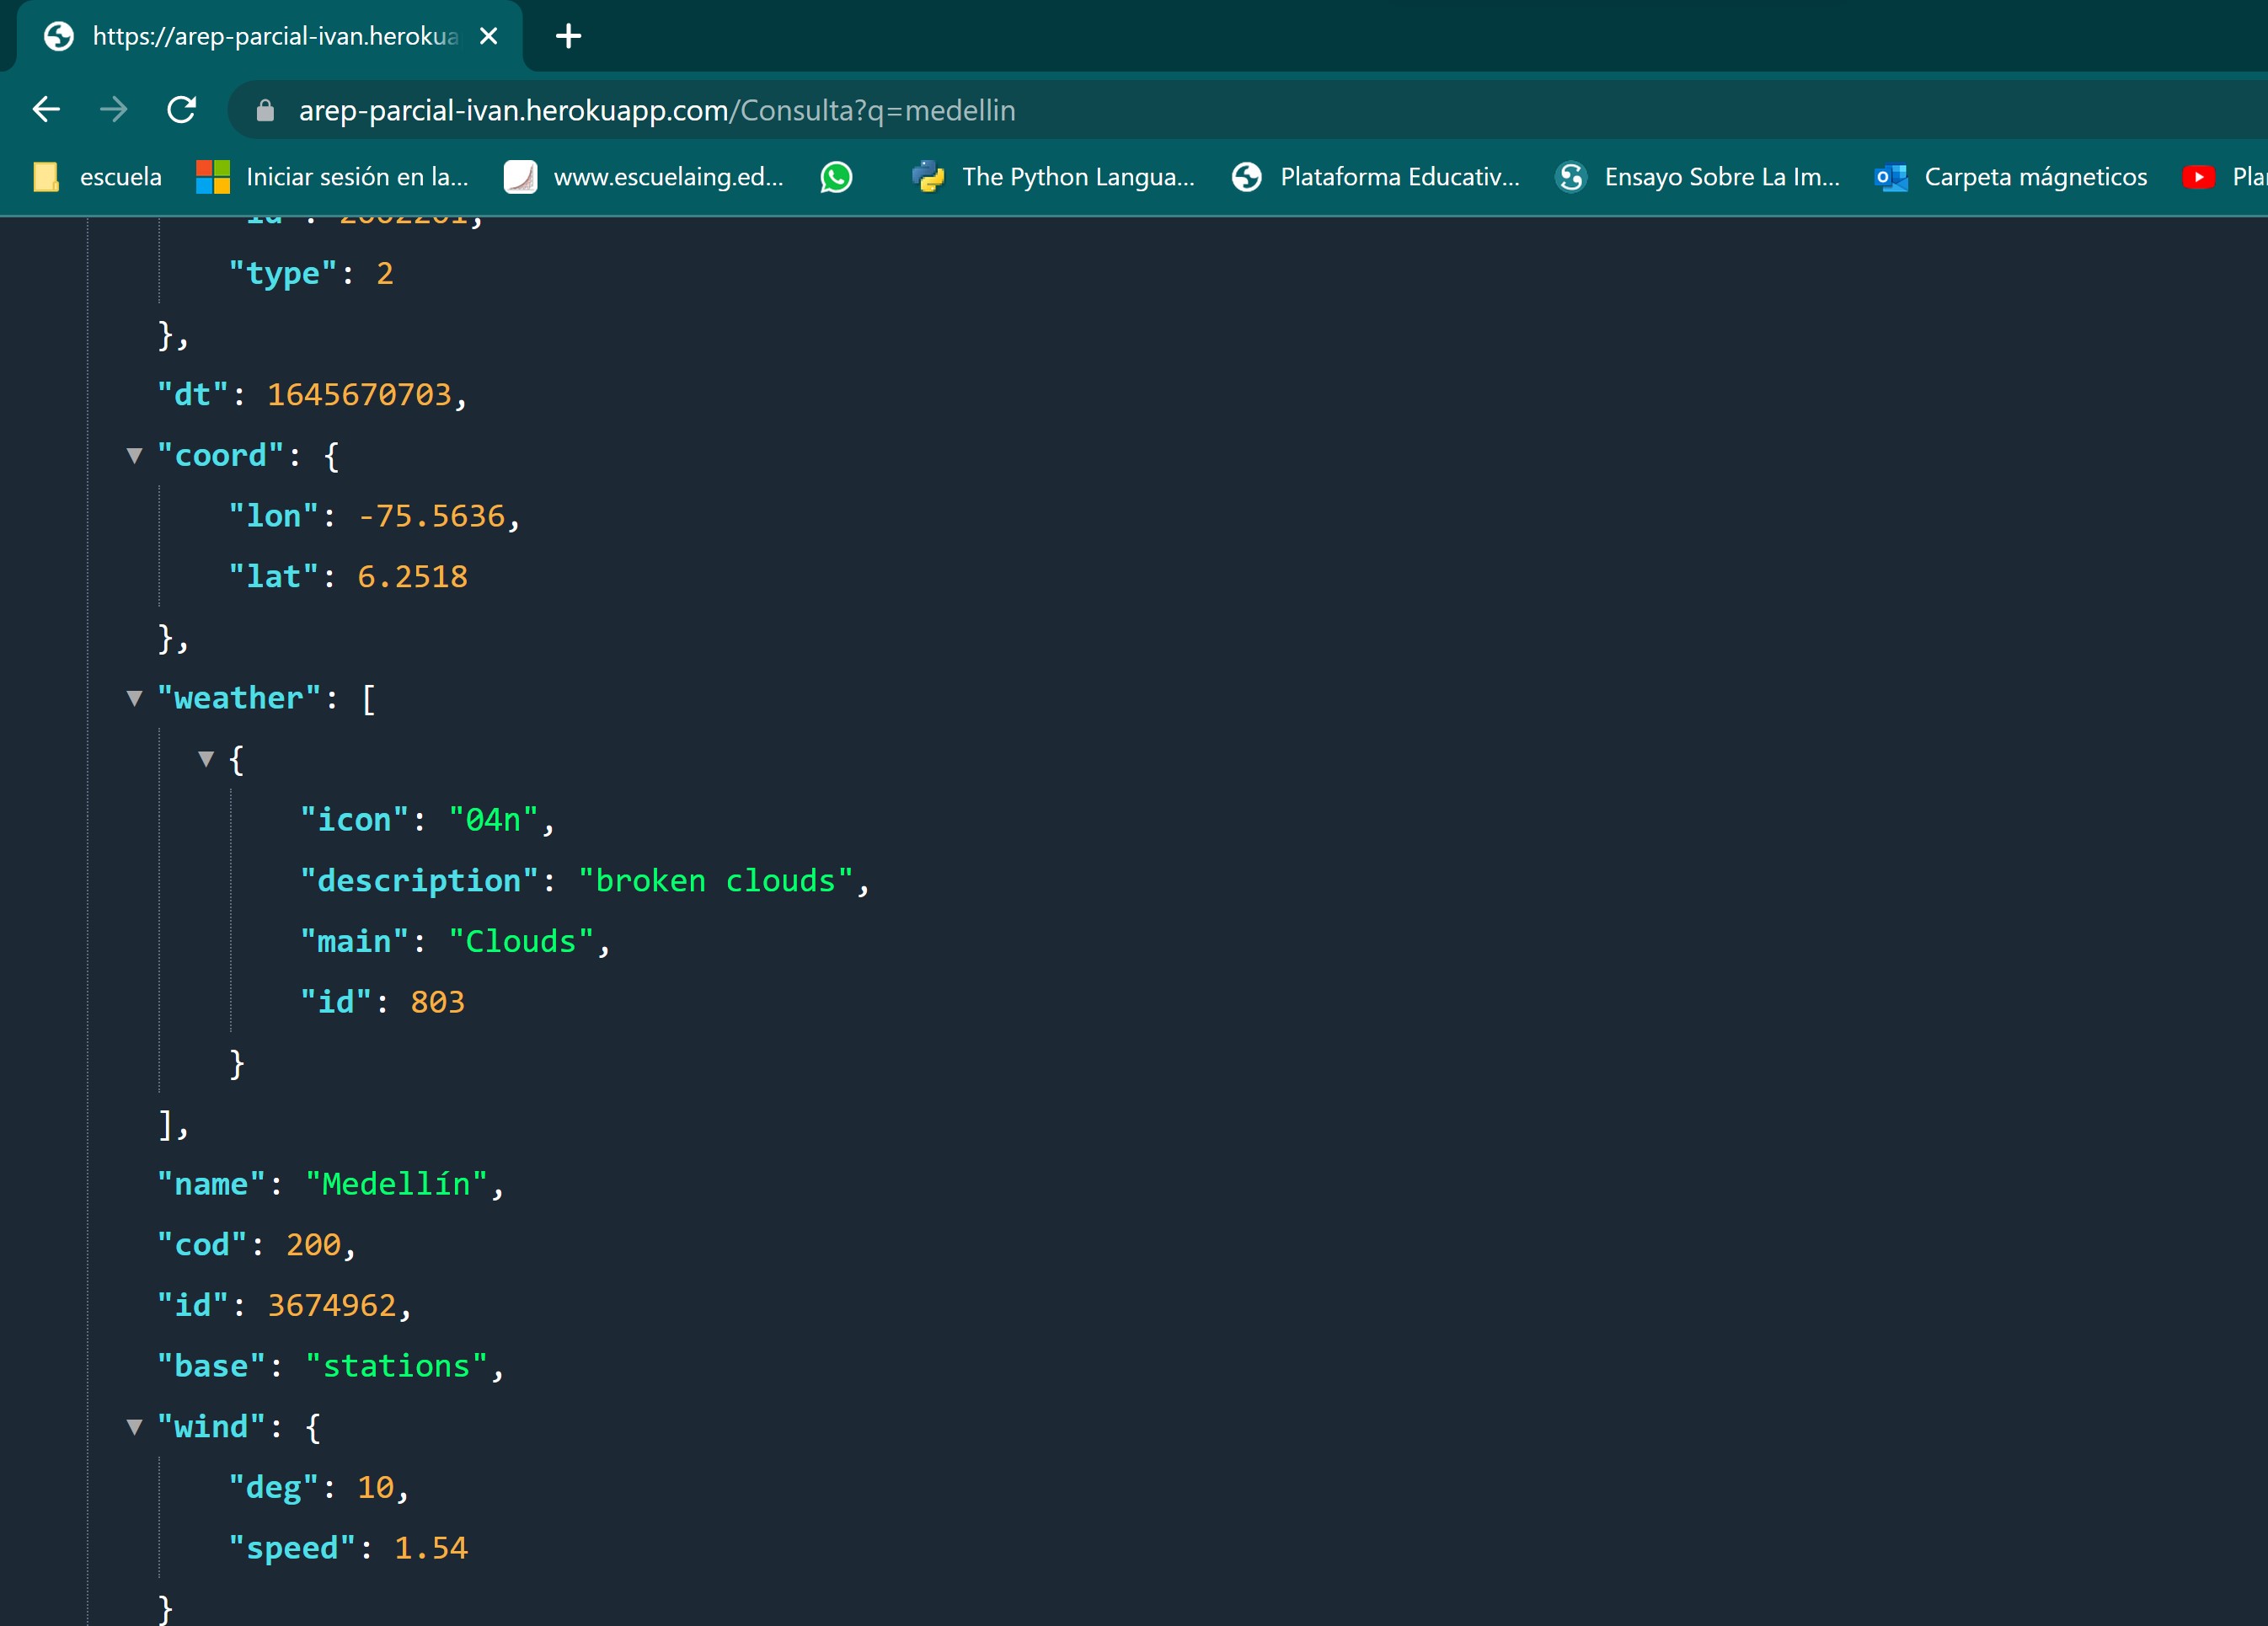 https://arep-parcial-ivan.herokua
arep-parcial-ivan.herokuapp.com/Consulta?q=medellin
escuela Iniciar sesión en la... www.escuelaing.ed... The Python Langua... Plataforma Educativ... Ensayo Sobre La Im... Carpeta mágneticos Pla
"type": 2
},
"dt": 1645670703,
"coord": {
"lon": -75.5636,
"lat": 6.2518
},
"weather": [
{
"icon": "04n",
"description": "broken clouds",
"main": "Clouds",
"id": 803
}
],
"name": "Medellín",
"cod": 200,
"id": 3674962,
"base": "stations",
"wind": {
"deg": 10,
"speed": 1.54
}